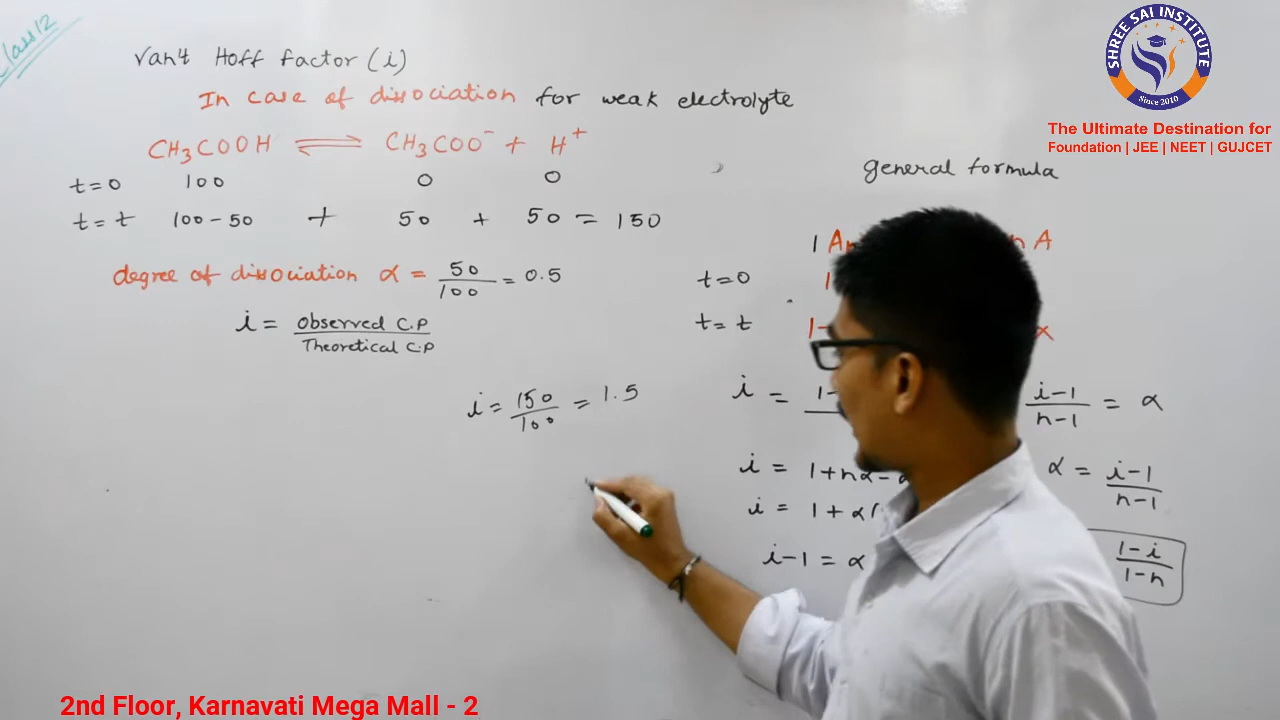 Class 12
Van't Hoff factor (i)
In case of dissociation for weak electrolyte
CH₃COOH ⇌ CH₃COO⁻ + H⁺
t=0 100 0 0
t=t 100-50 + 50 + 50 = 150
degree of dissociation α = 50/100 = 0.5
i = Observed C.P / Theoretical C.P
i = 150/100 = 1.5
general formula
1 A n A
t=0 1
t=t 1- α
i = 1-
i-1/n-1 = α
i = 1+nα-α
α = i-1/n-1
i = 1+α(
i-1 = α
1-i/1-n
SHREE SAI INSTITUTE
Since 2010
The Ultimate Destination for
Foundation | JEE | NEET | GUJCET
2nd Floor, Karnavati Mega Mall - 2